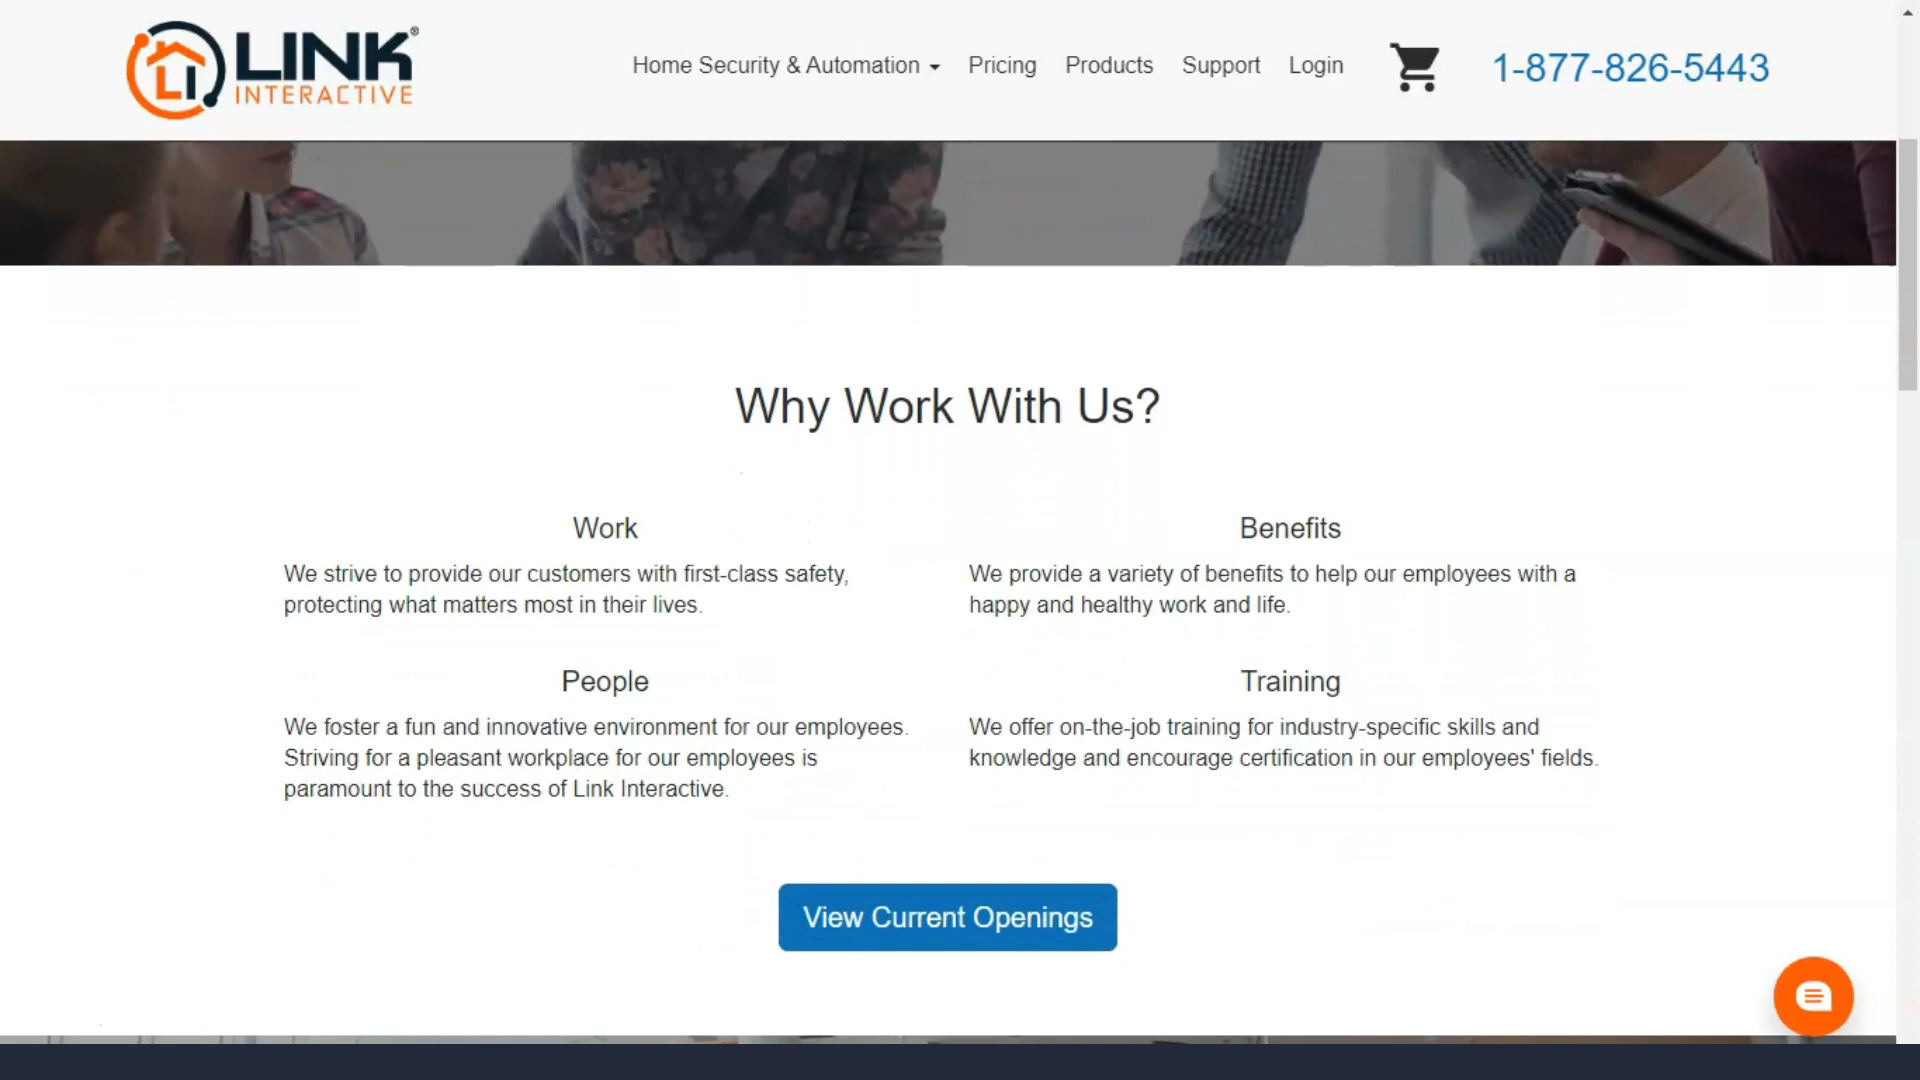 LINK®
INTERACTIVE
LI
Home Security & Automation Pricing Products Support Login 1-877-826-5443
Why Work With Us?
Work
We strive to provide our customers with first-class safety,
protecting what matters most in their lives.
Benefits
We provide a variety of benefits to help our employees with a
happy and healthy work and life.
People
We foster a fun and innovative environment for our employees.
Striving for a pleasant workplace for our employees is
paramount to the success of Link Interactive.
Training
We offer on-the-job training for industry-specific skills and
knowledge and encourage certification in our employees' fields.
View Current Openings